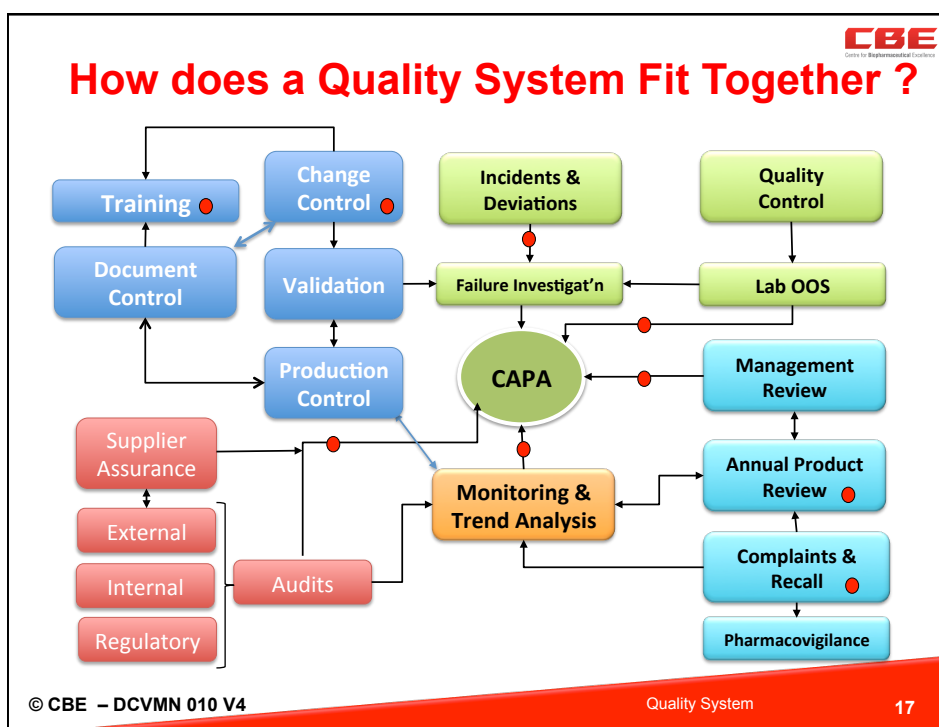 CBE
Centre for Biopharmaceutical Excellence
How does a Quality System Fit Together ?
Training
Change
Control
Incidents &
Deviations
Quality
Control
Document
Control
Validation
Failure Investigat'n
Lab OOS
Production
Control
CAPA
Management
Review
Supplier
Assurance
Monitoring &
Trend Analysis
Annual Product
Review
External
Internal
Regulatory
Audits
Complaints &
Recall
Pharmacovigilance
© CBE – DCVMN 010 V4
Quality System
17